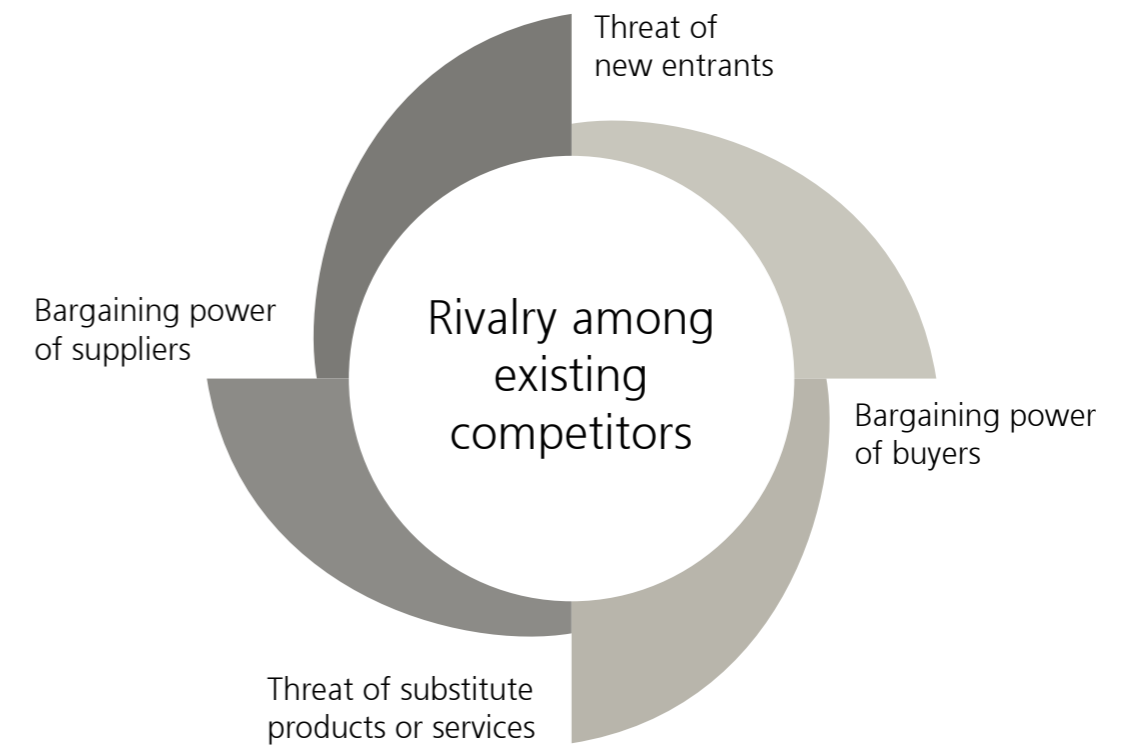 Threat of
new entrants
Bargaining power
of suppliers
Rivalry among
existing
competitors
Bargaining power
of buyers
Threat of substitute
products or services